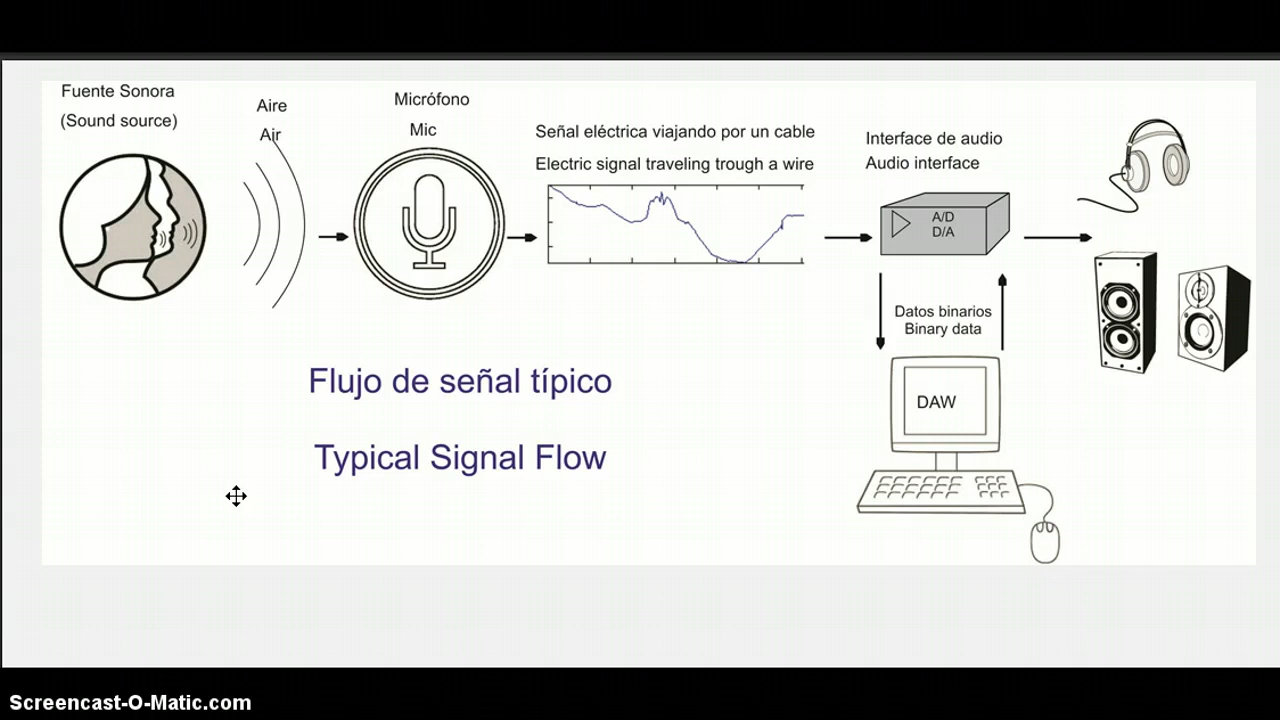 Fuente Sonora
(Sound source)
Aire
Air
Micrófono
Mic
Señal eléctrica viajando por un cable
Electric signal traveling trough a wire
Interface de audio
Audio interface
A/D
D/A
Datos binarios
Binary data
DAW
Flujo de señal típico
Typical Signal Flow
Screencast-O-Matic.com